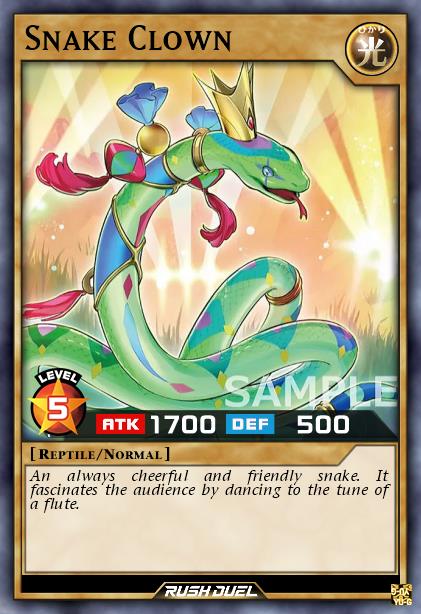 Snake Clown
ひかり
光
SAMPLE
LEVEL
5
ATK 1700 DEF 500
[Reptile/Normal]
An always cheerful and friendly snake. It
fascinates the audience by dancing to the tune of
a flute.
RUSH DUEL